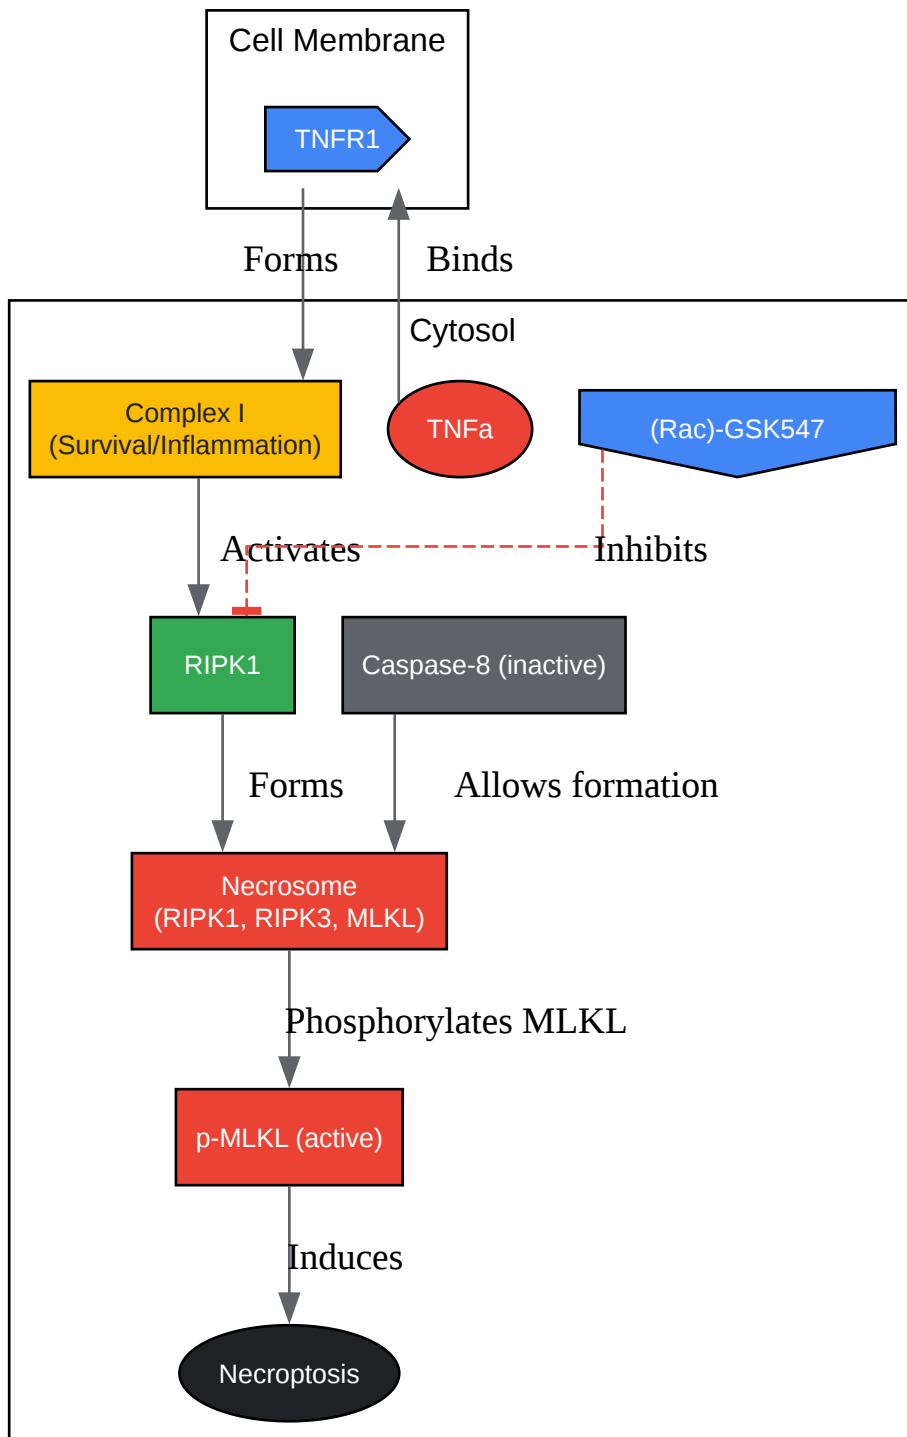 Cell Membrane
TNFR1
Forms
Binds
Cytosol
Complex I
(Survival/Inflammation)
TNFa
(Rac)-GSK547
Activates
Inhibits
RIPK1
Caspase-8 (inactive)
Forms
Allows formation
Necrosome
(RIPK1, RIPK3, MLKL)
Phosphorylates MLKL
p-MLKL (active)
Induces
Necroptosis